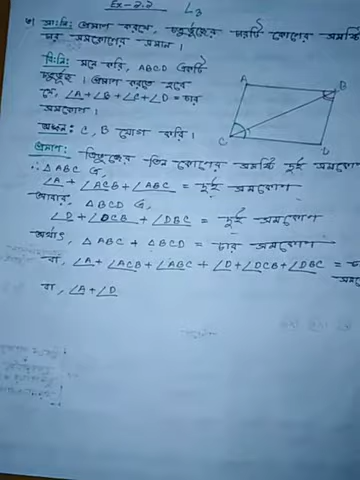 Ex-2.2 L3
৩) সাঃনিঃ প্রমাণ করো, চতুর্ভুজের চারটি কোণের সমষ্টি
চার সমকোণের সমান।
বিঃনিঃ মনে করি, ABCD একটি
চতুর্ভুজ। প্রমাণ করতে হবে
যে, ∠A+∠B+∠C+∠D = চার
সমকোণ।
অঙ্কনঃ C, B যোগ করি।
A B C D
প্রমাণঃ ত্রিভুজের তিন কোণের সমষ্টি দুই সমকোণ
∴ △ABC এ,
∠A + ∠ACB + ∠ABC = দুই সমকোণ
আবার, △BCD এ,
∠D + ∠DCB + ∠DBC = দুই সমকোণ
অর্থাৎ, △ABC + △BCD = চার সমকোণ
বা, ∠A + ∠ACB + ∠ABC + ∠D + ∠DCB + ∠DBC =
বা, ∠A + ∠D